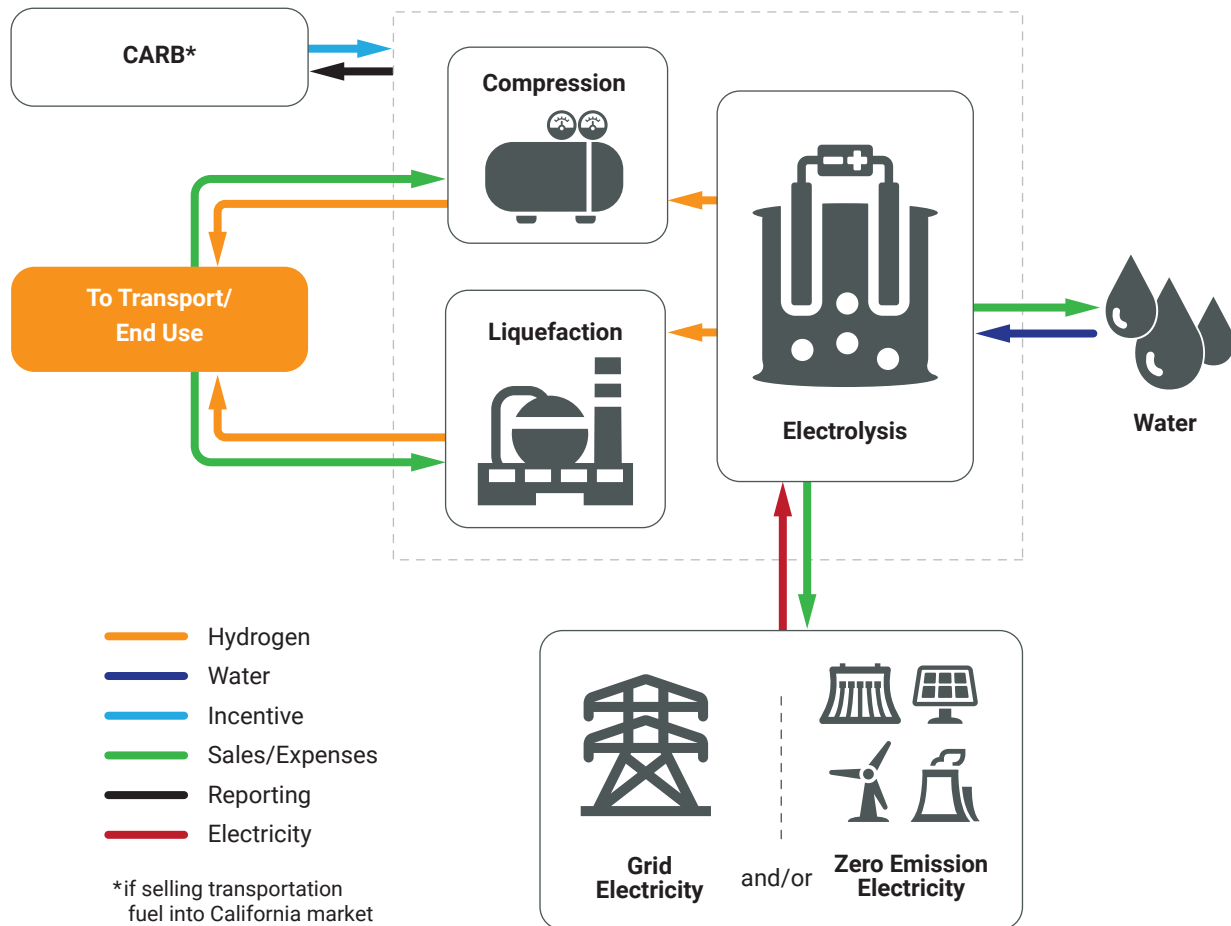 CARB*
Compression
To Transport/
End Use
Liquefaction
Electrolysis
Water
Hydrogen
Water
Incentive
Sales/Expenses
Reporting
Electricity
*if selling transportation
fuel into California market
Grid
Electricity
and/or
Zero Emission
Electricity